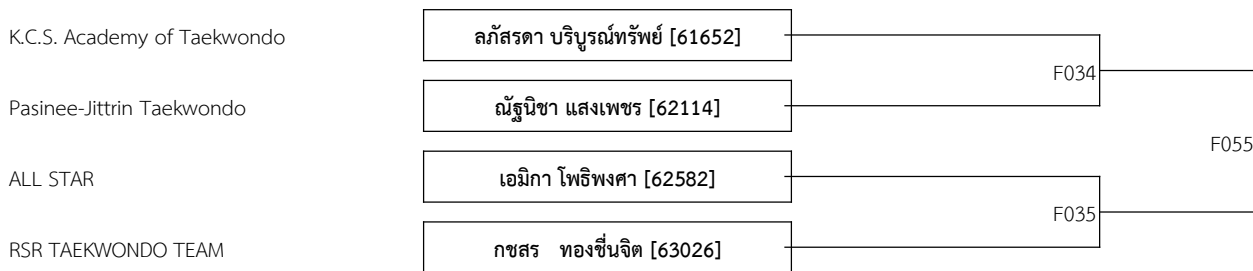 K.C.S. Academy of Taekwondo ลภัสรดา บริบูรณ์ทรัพย์ [61652]
F034
Pasinee-Jittrin Taekwondo ณัฐนิชา แสงเพชร [62114]
F055
ALL STAR เอมิกา โพธิพงศา [62582]
F035
RSR TAEKWONDO TEAM กชสร ทองชื่นจิต [63026]